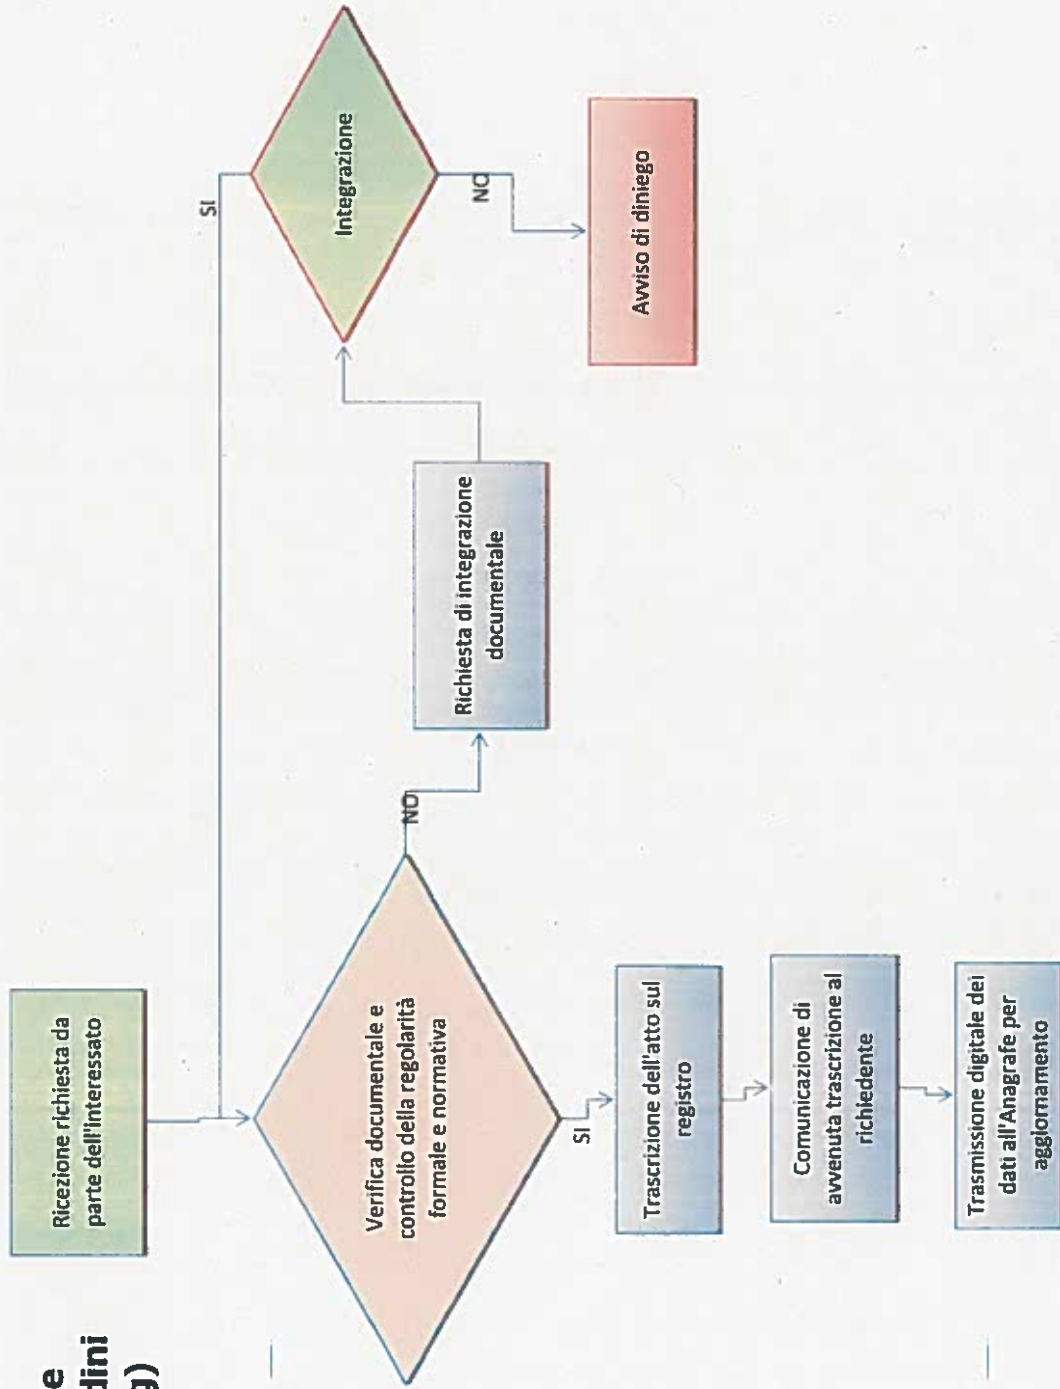 e
dini
g)
Ricezione richiesta da
parte dell'interessato
Verifica documentale e
controllo della regolarità
formale e normativa
NO
SI
Richiesta di integrazione
documentale
Integrazione
SI
NO
Avviso di diniego
Trascrizione dell'atto sul
registro
Comunicazione di
avvenuta trascrizione al
richiedente
Trasmissione digitale dei
dati all'Anagrafe per
aggiornamento